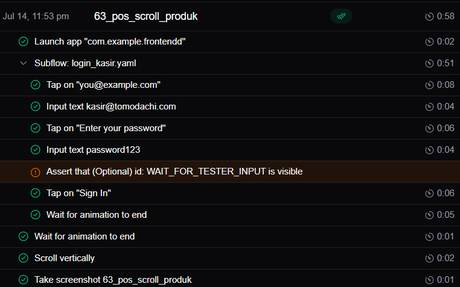 Jul 14, 11:53 pm 63_pos_scroll_produk 0:58
Launch app "com.example.frontendd" 0:02
Subflow: login_kasir.yaml 0:51
Tap on "you@example.com" 0:08
Input text kasir@tomodachi.com 0:04
Tap on "Enter your password" 0:06
Input text password123 0:04
Assert that (Optional) id: WAIT_FOR_TESTER_INPUT is visible
Tap on "Sign In" 0:06
Wait for animation to end 0:05
Wait for animation to end 0:01
Scroll vertically 0:02
Take screenshot 63_pos_scroll_produk 0:01